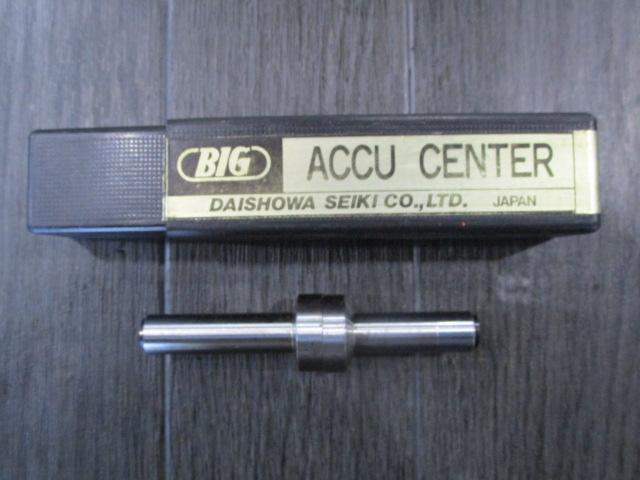 BIG ACCU CENTER
DAISHOWA SEIKI CO.,LTD. JAPAN